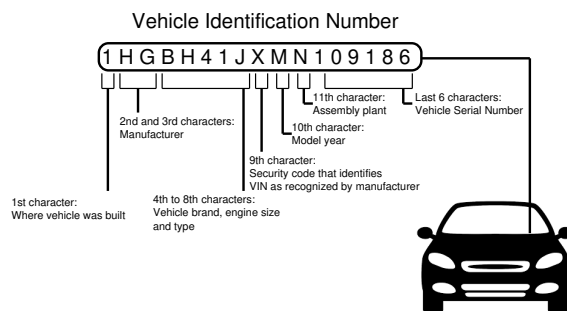 Vehicle Identification Number
1HGBH41JXMN109186
11th character:
Assembly plant
Last 6 characters:
Vehicle Serial Number
2nd and 3rd characters:
Manufacturer
10th character:
Model year
9th character:
Security code that identifies
VIN as recognized by manufacturer
1st character:
Where vehicle was built
4th to 8th characters:
Vehicle brand, engine size
and type